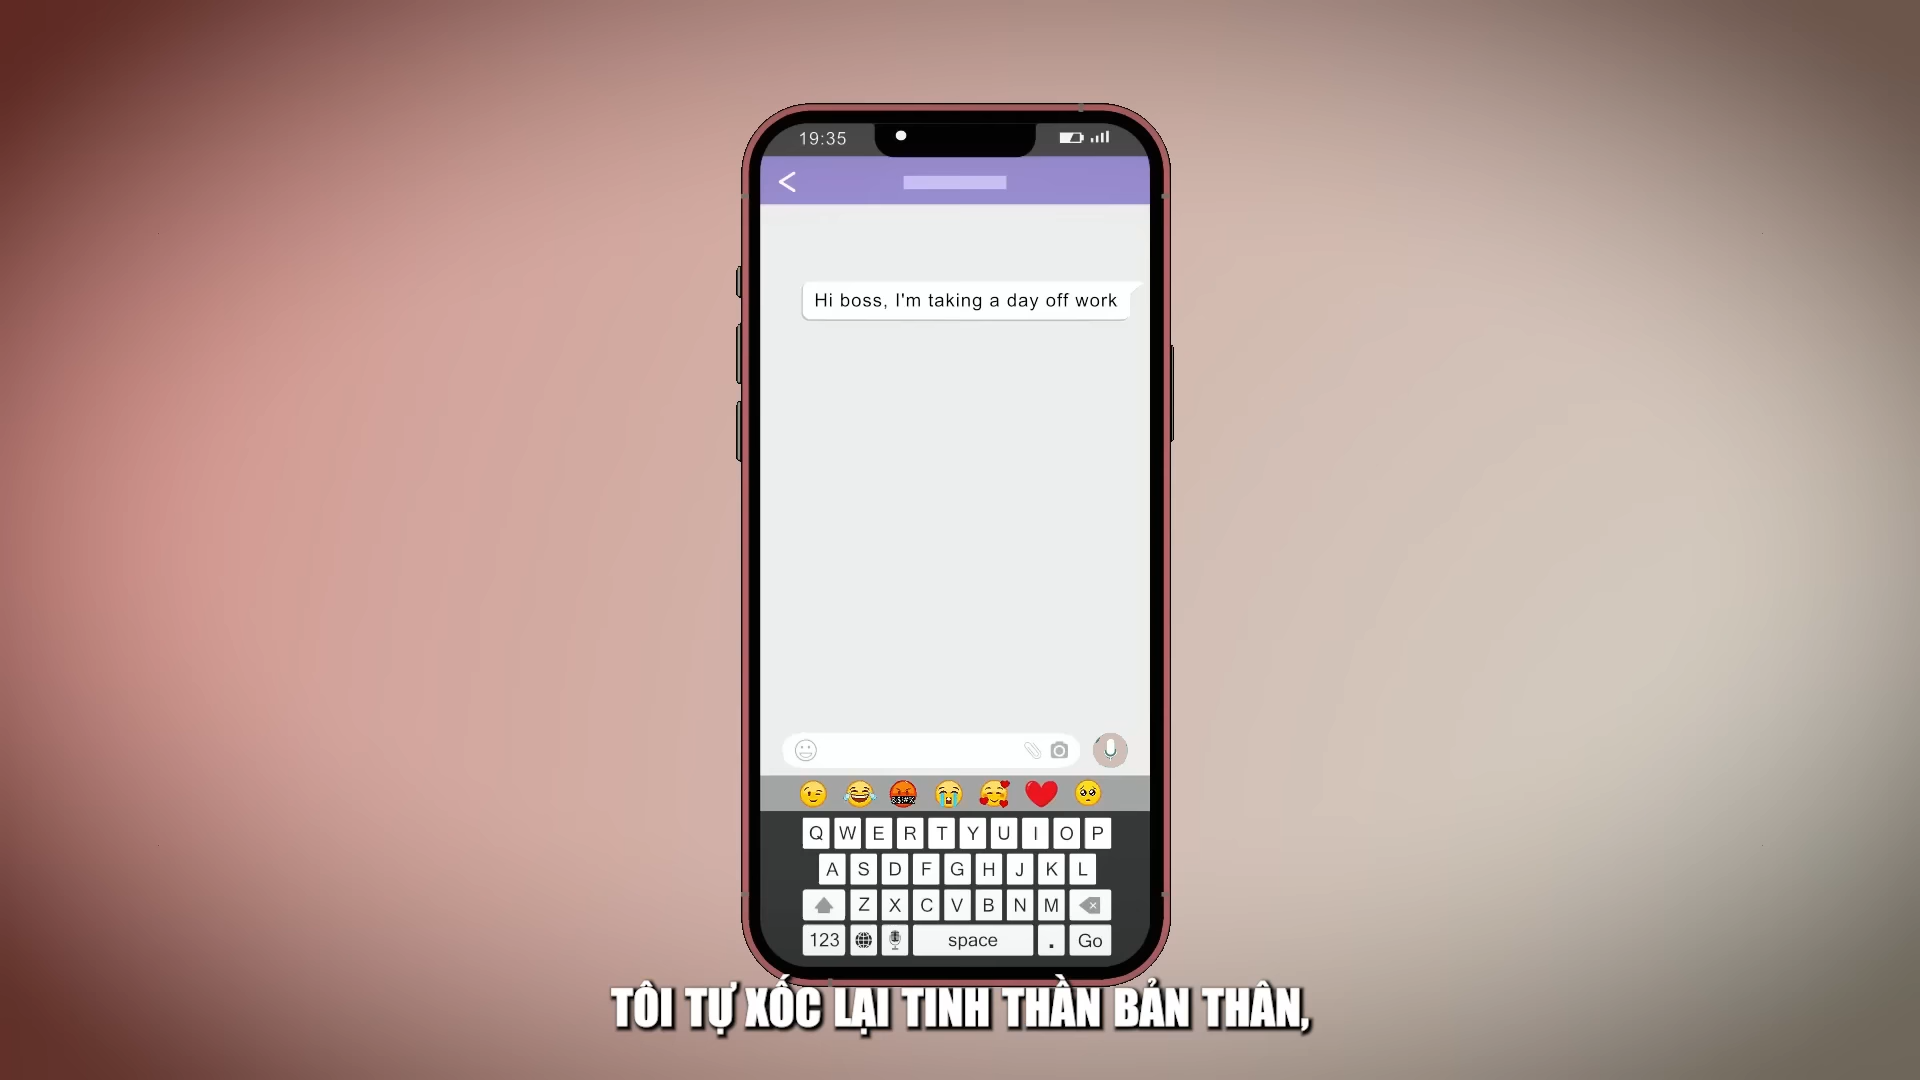 19:35
Hi boss, I'm taking a day off work
Q W E R T Y U I O P
A S D F G H J K L
Z X C V B N M
123 space . Go
TÔI TỰ XỐC LẠI TINH THẦN BẢN THÂN,